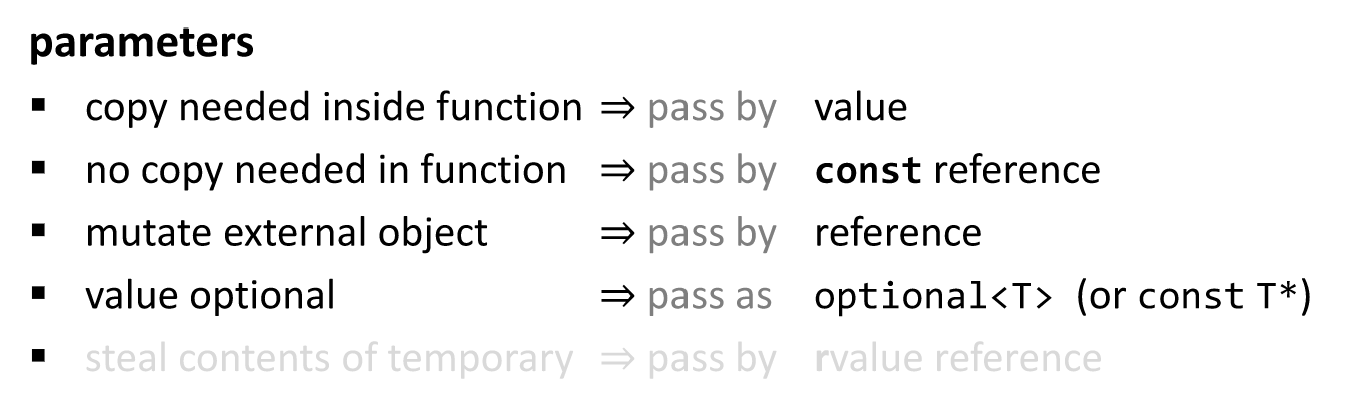 parameters
▪ copy needed inside function ⇒ pass by value
▪ no copy needed in function ⇒ pass by const reference
▪ mutate external object ⇒ pass by reference
▪ value optional ⇒ pass as optional<T> (or const T*)
▪ steal contents of temporary ⇒ pass by rvalue reference